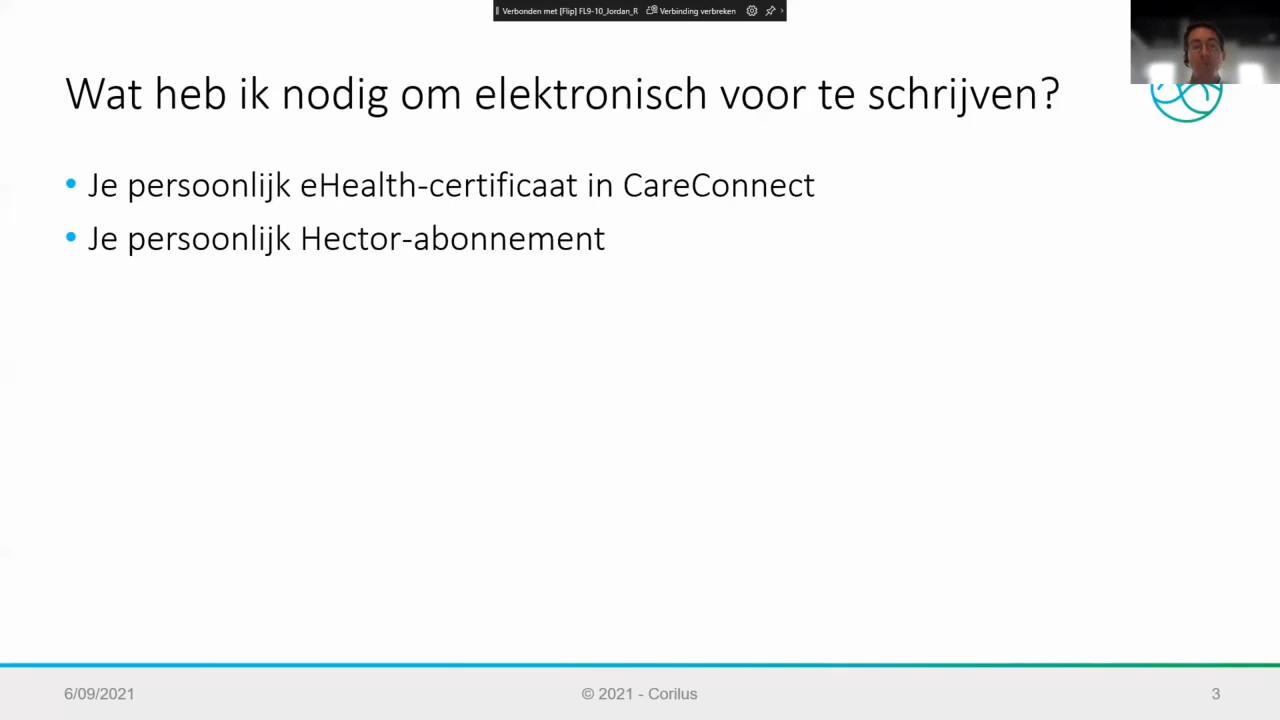 Verbonden met [Flip] FL9-10_Jordan_R
Verbinding verbreken
Wat heb ik nodig om elektronisch voor te schrijven?
• Je persoonlijk eHealth-certificaat in CareConnect
• Je persoonlijk Hector-abonnement
6/09/2021
© 2021 - Corilus
3